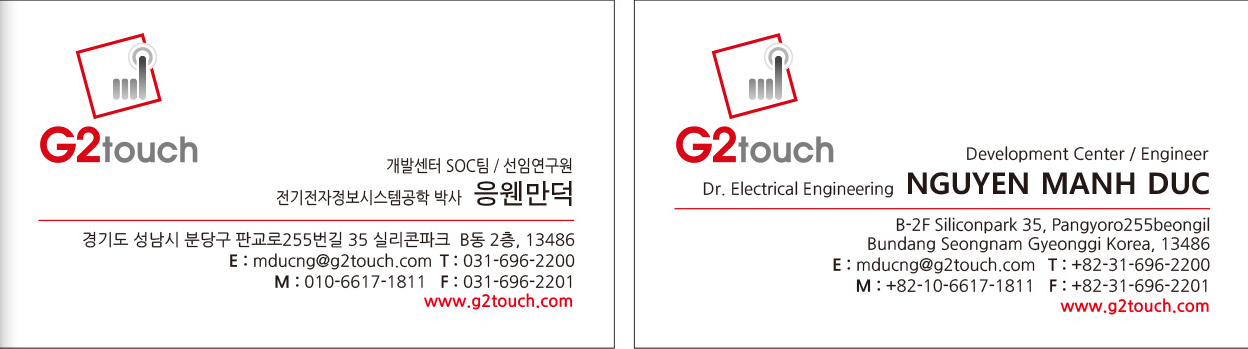 G2touch
개발센터 SOC팀 / 선임연구원
전기전자정보시스템공학 박사 응웬만덕
경기도 성남시 분당구 판교로255번길 35 실리콘파크 B동 2층, 13486
E : mducng@g2touch.com T : 031-696-2200
M : 010-6617-1811 F : 031-696-2201
www.g2touch.com
G2touch
Development Center / Engineer
Dr. Electrical Engineering NGUYEN MANH DUC
B-2F Siliconpark 35, Pangyoro255beongil
Bundang Seongnam Gyeonggi Korea, 13486
E : mducng@g2touch.com T : +82-31-696-2200
M : +82-10-6617-1811 F : +82-31-696-2201
www.g2touch.com